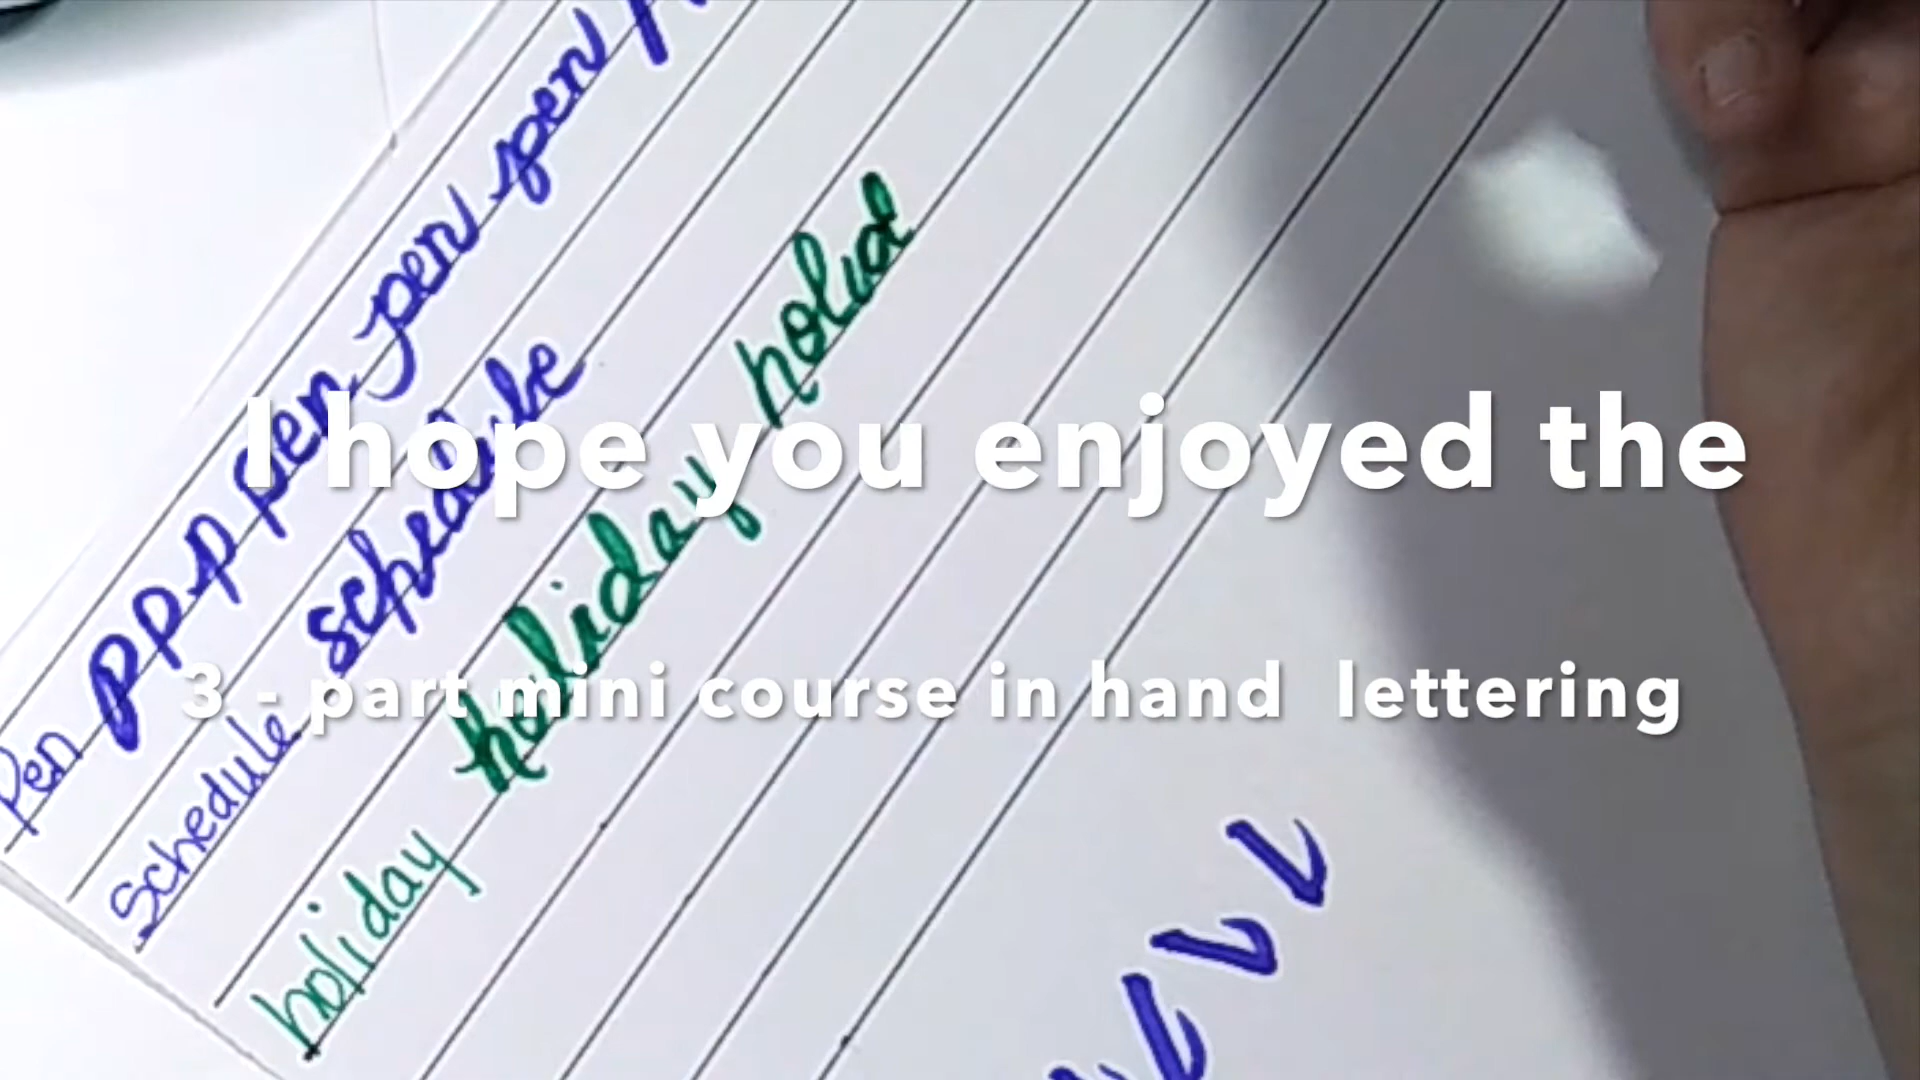 Pen p p p pen pen pen
Schedule schedule
holiday holiday holid
I hope you enjoyed the
3 - part mini course in hand lettering